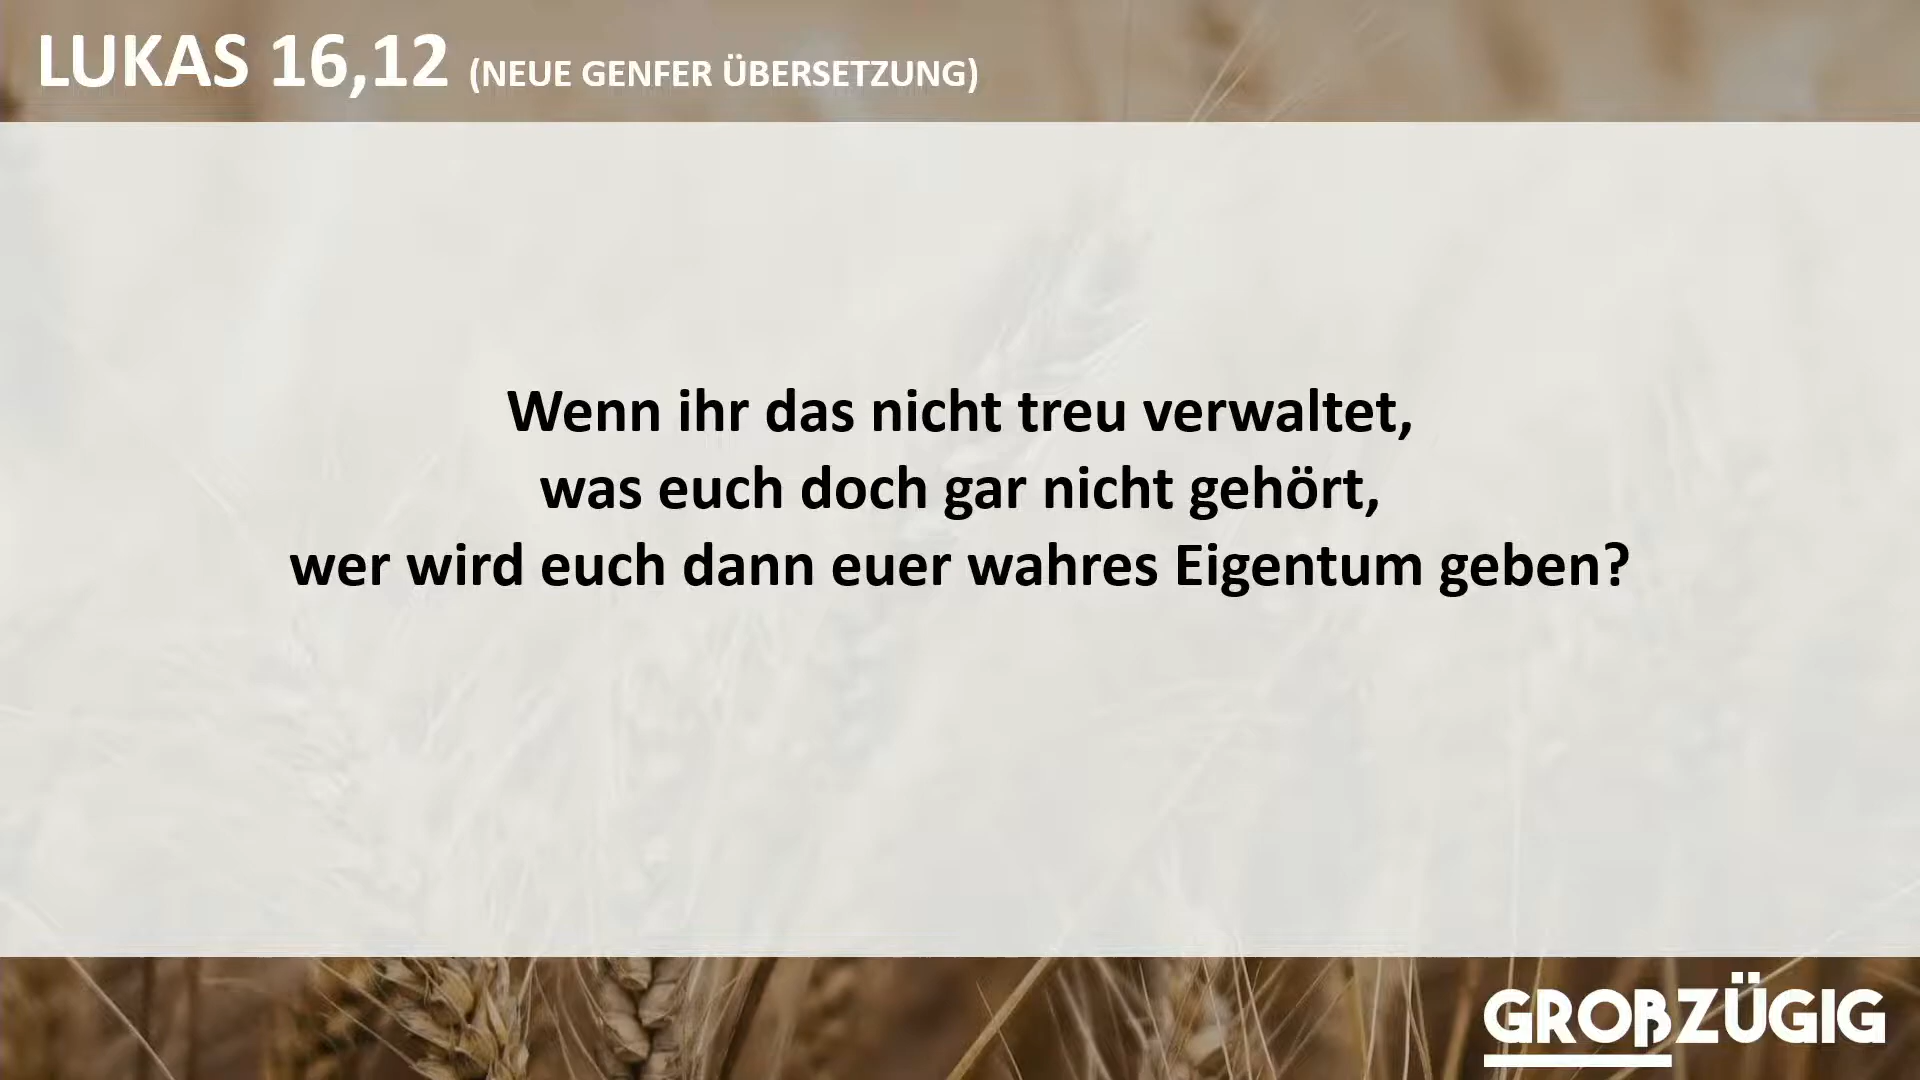 LUKAS 16,12 (NEUE GENFER ÜBERSETZUNG)
Wenn ihr das nicht treu verwaltet,
was euch doch gar nicht gehört,
wer wird euch dann euer wahres Eigentum geben?
GROßZÜGIG